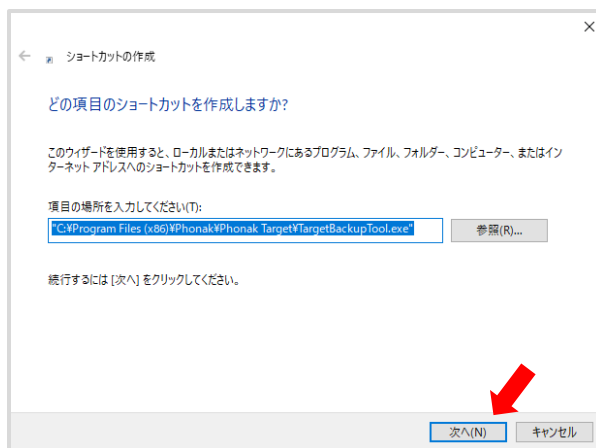 ショートカットの作成
どの項目のショートカットを作成しますか?
このウィザードを使用すると、ローカルまたはネットワークにあるプログラム、ファイル、フォルダー、コンピューター、またはイン
ターネット アドレスへのショートカットを作成できます。
項目の場所を入力してください(T):
"C:¥Program Files (x86)¥Phonak¥Phonak Target¥TargetBackupTool.exe"
参照(R)...
続行するには [次へ] をクリックしてください。
次へ(N)
キャンセル